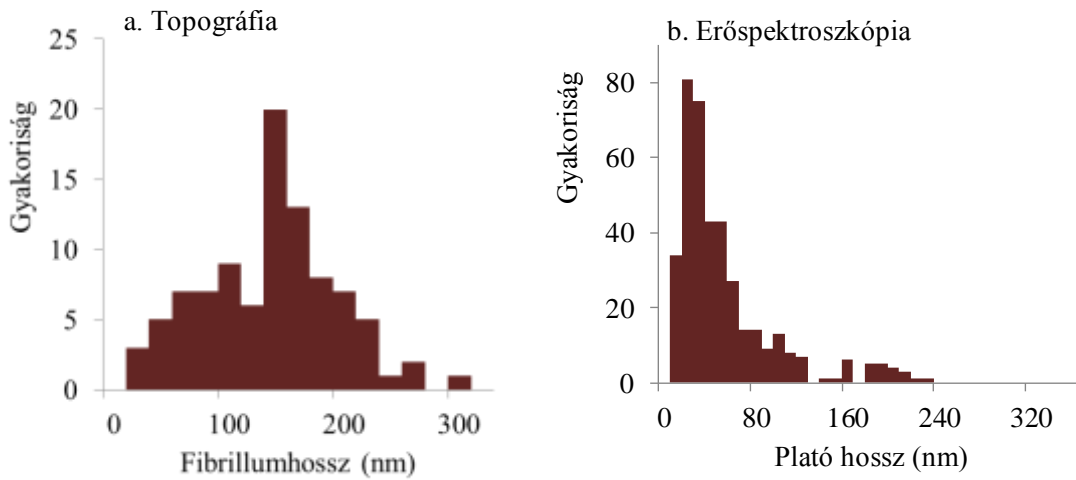 a. Topográfia
25
20
15
10
5
0
Gyakoriság
0 100 200 300
Fibrillumhossz (nm)
b. Erőspektroszkópia
80
60
40
20
0
Gyakoriság
0 80 160 240 320
Plató hossz (nm)